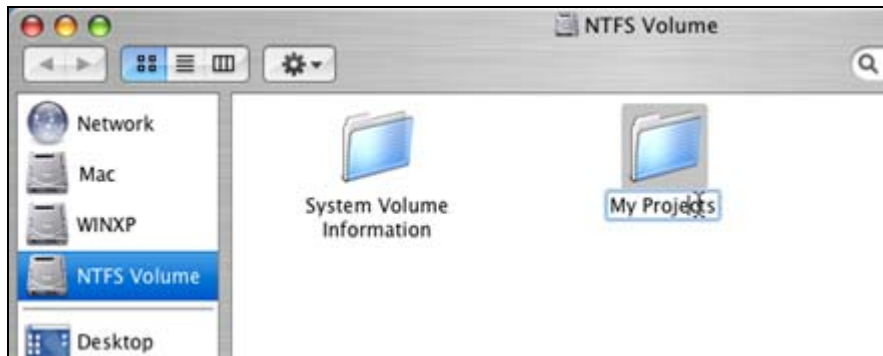 NTFS Volume
Network
Mac
WINXP
NTFS Volume
Desktop
System Volume
Information
My Projects